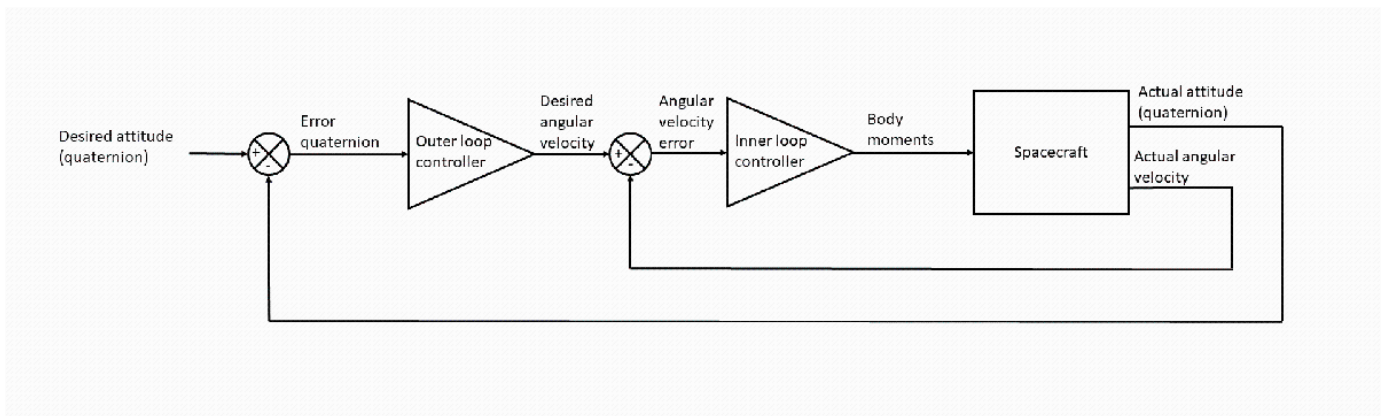 Desired attitude
(quaternion)
+
-
Error
quaternion
Outer loop
controller
Desired
angular
velocity
+
-
Angular
velocity
error
Inner loop
controller
Body
moments
Spacecraft
Actual attitude
(quaternion)
Actual angular
velocity